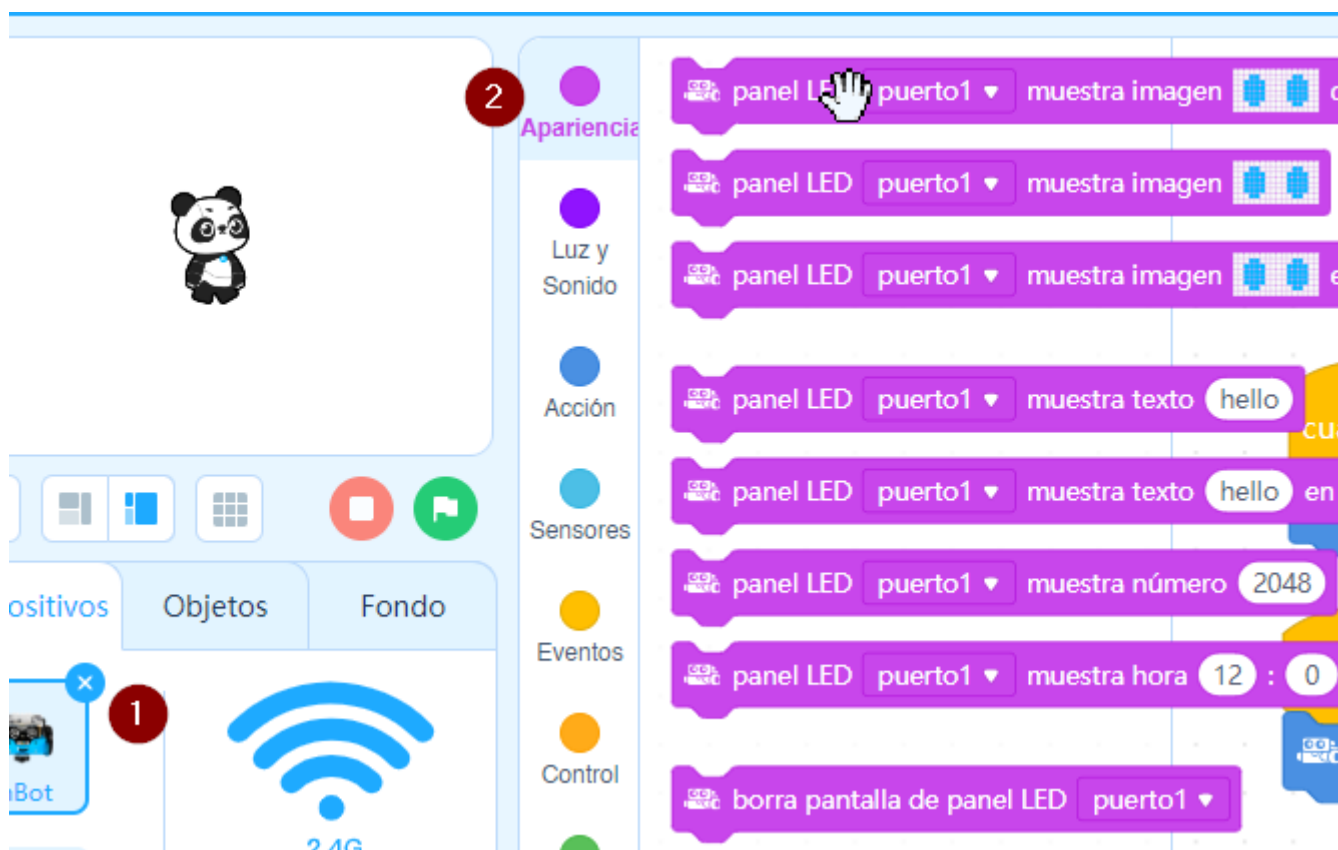 2
Apariencia
Luz y
Sonido
Acción
Sensores
Eventos
Control
panel LED puerto1 muestra imagen
panel LED puerto1 muestra imagen
panel LED puerto1 muestra imagen e
panel LED puerto1 muestra texto hello
cua
panel LED puerto1 muestra texto hello en
panel LED puerto1 muestra número 2048
panel LED puerto1 muestra hora 12 : 0
borra pantalla de panel LED puerto1
ositivos Objetos Fondo
1
Bot
2.4G